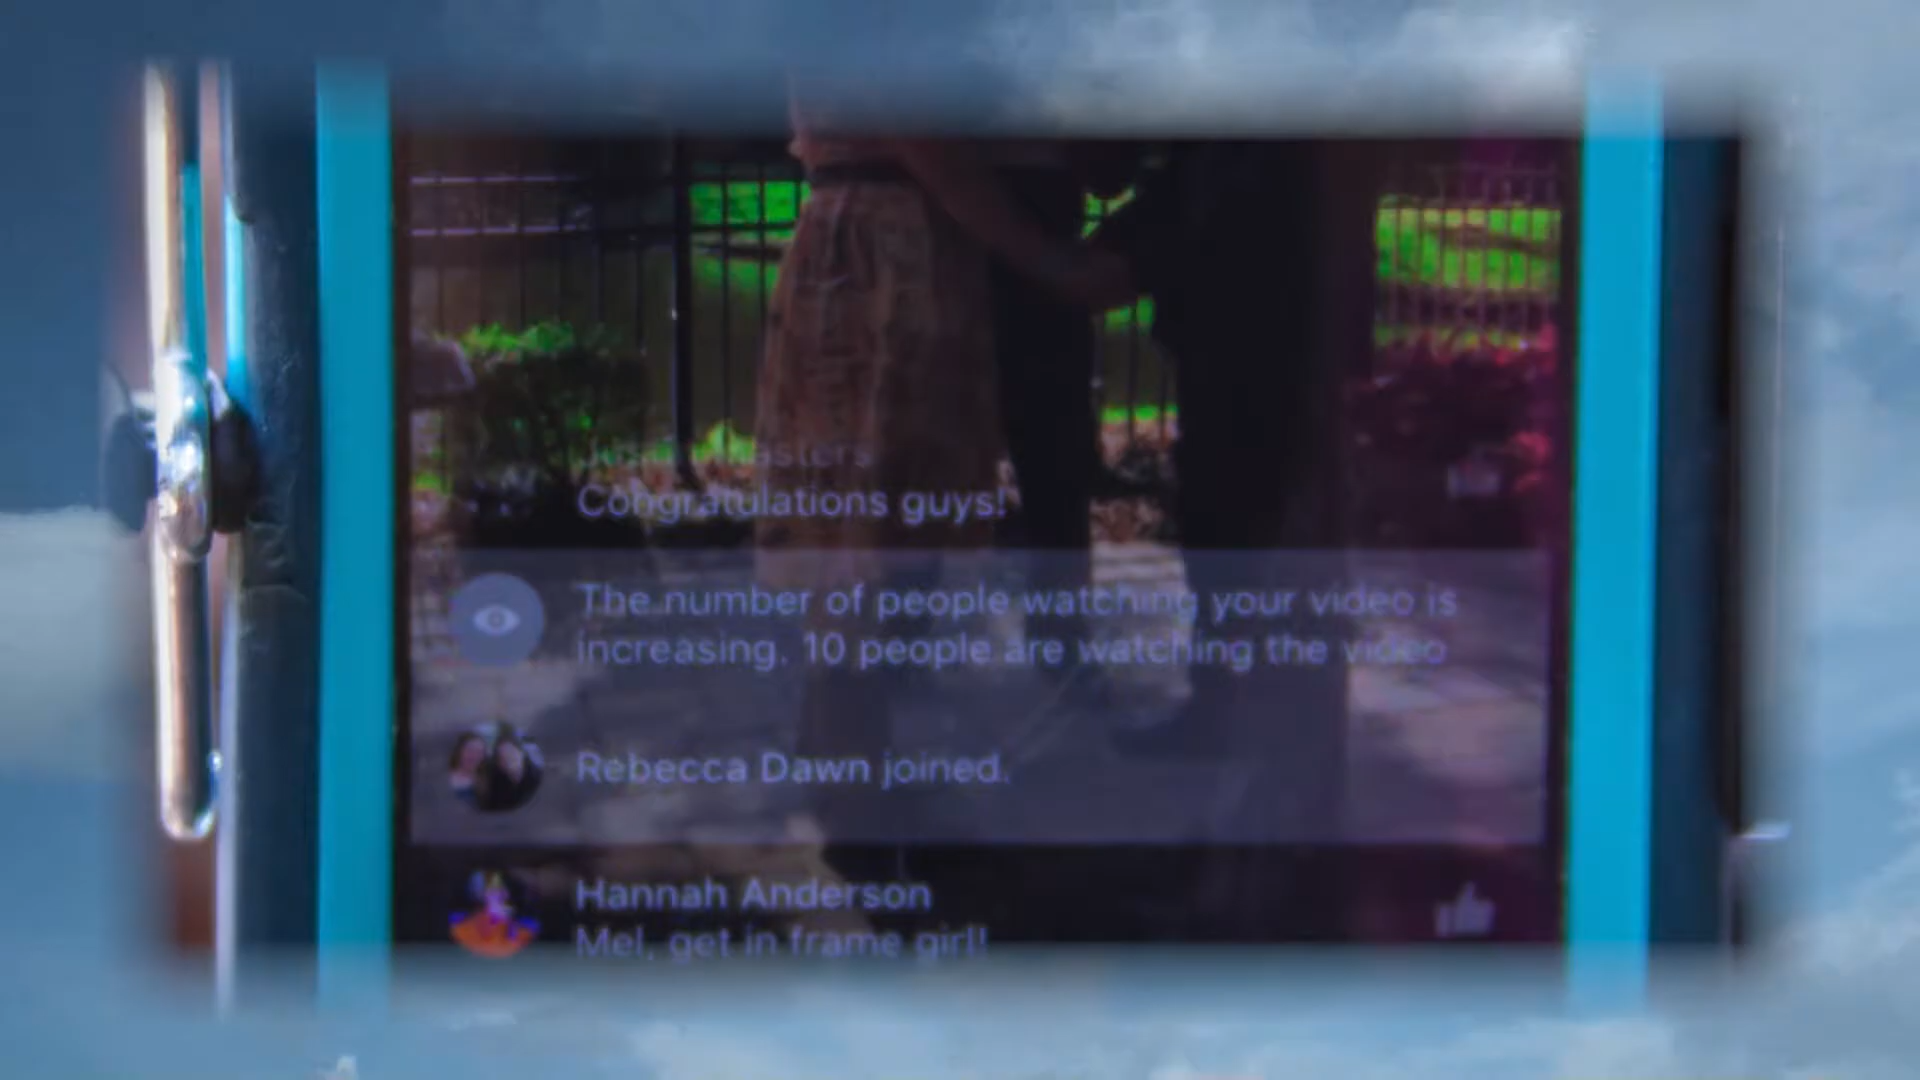 Congratulations guys!
The number of people watching your video is
increasing. 10 people are watching the video
Rebecca Dawn joined.
Hannah Anderson
Mel, get in frame girl!